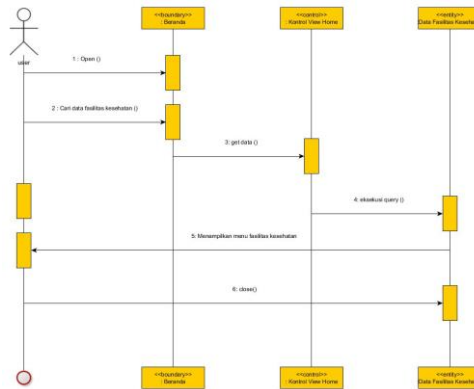 <<boundary>>
: Beranda
<<control>>
: Kontrol View Home
<<entity>>
Data Fasilitas Keseha
user
1 : Open ()
2 : Cari data fasilitas kesehatan ()
3: get data ()
4: eksekusi query ()
5: Menampilkan menu fasilitas kesehatan
6: close()
<<boundary>>
: Beranda
<<control>>
: Kontrol View Home
<<entity>>
Data Fasilitas Keseha